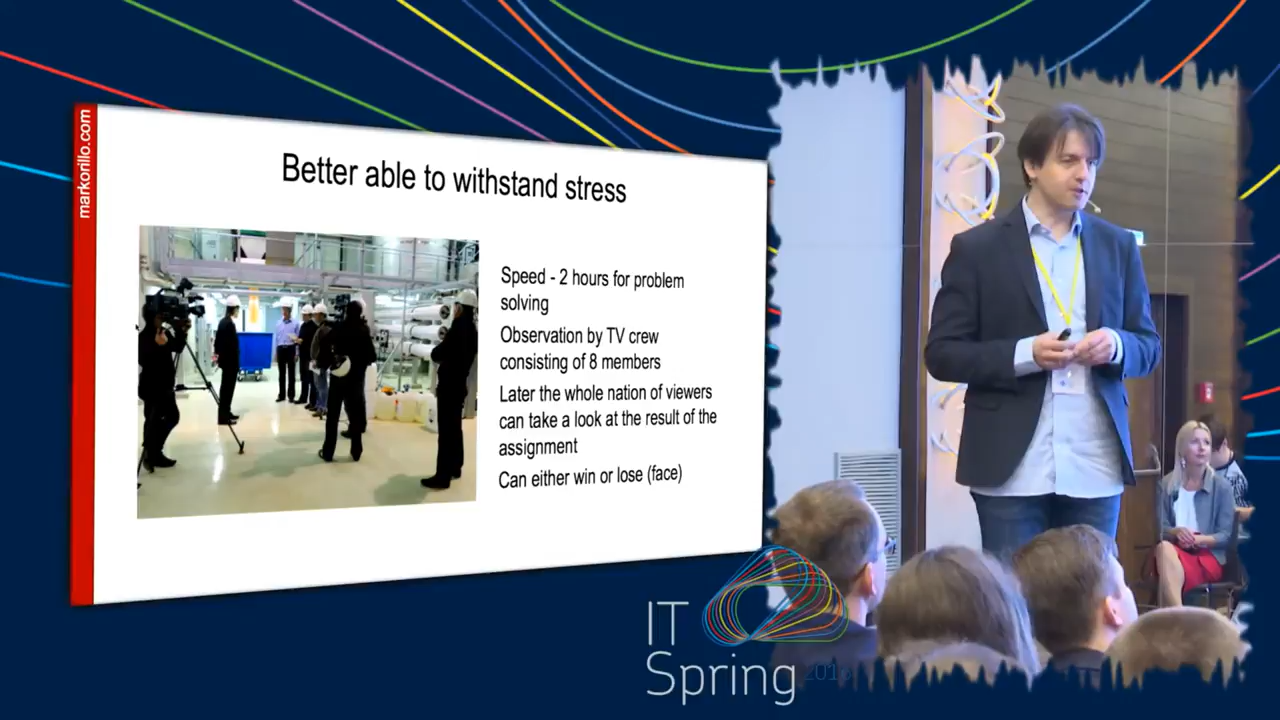 markorillo.com
Better able to withstand stress
Speed - 2 hours for problem
solving
Observation by TV crew
consisting of 8 members
Later the whole nation of viewers
can take a look at the result of the
assignment
Can either win or lose (face)
IT
Spring